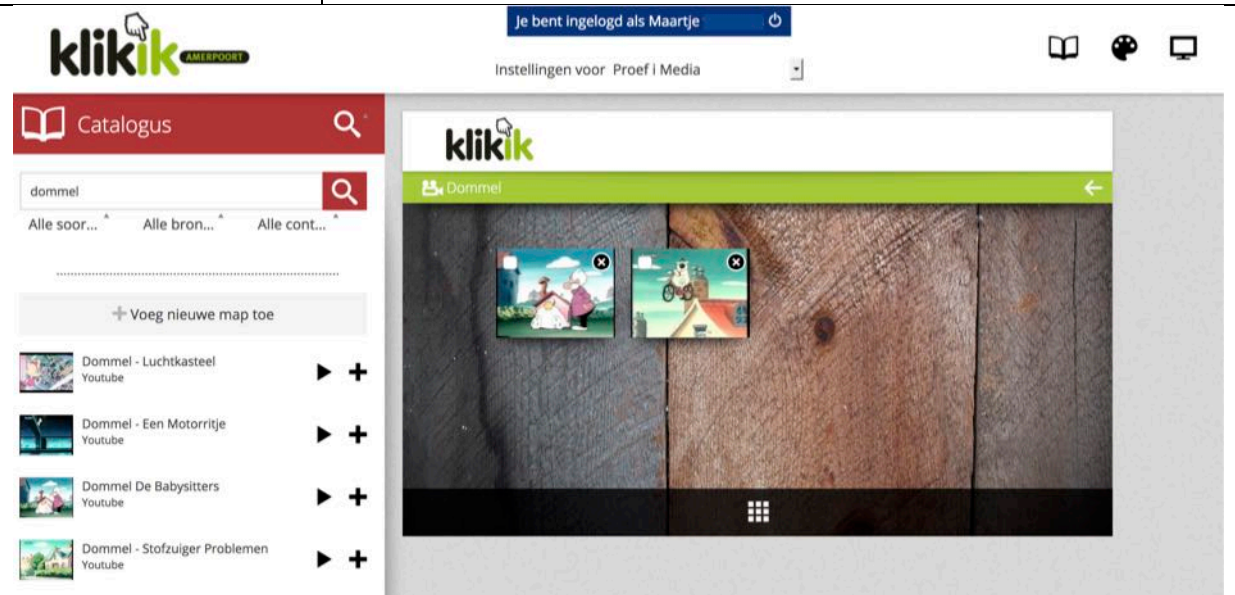 klikik AMERPOORT
Je bent ingelogd als Maartje
Instellingen voor Proef i Media
Catalogus
dommel
Alle soor... Alle bron... Alle cont...
Voeg nieuwe map toe
Dommel - Luchtkasteel
Youtube
Dommel - Een Motorritje
Youtube
Dommel De Babysitters
Youtube
Dommel - Stofzuiger Problemen
Youtube
klikik
Dommel